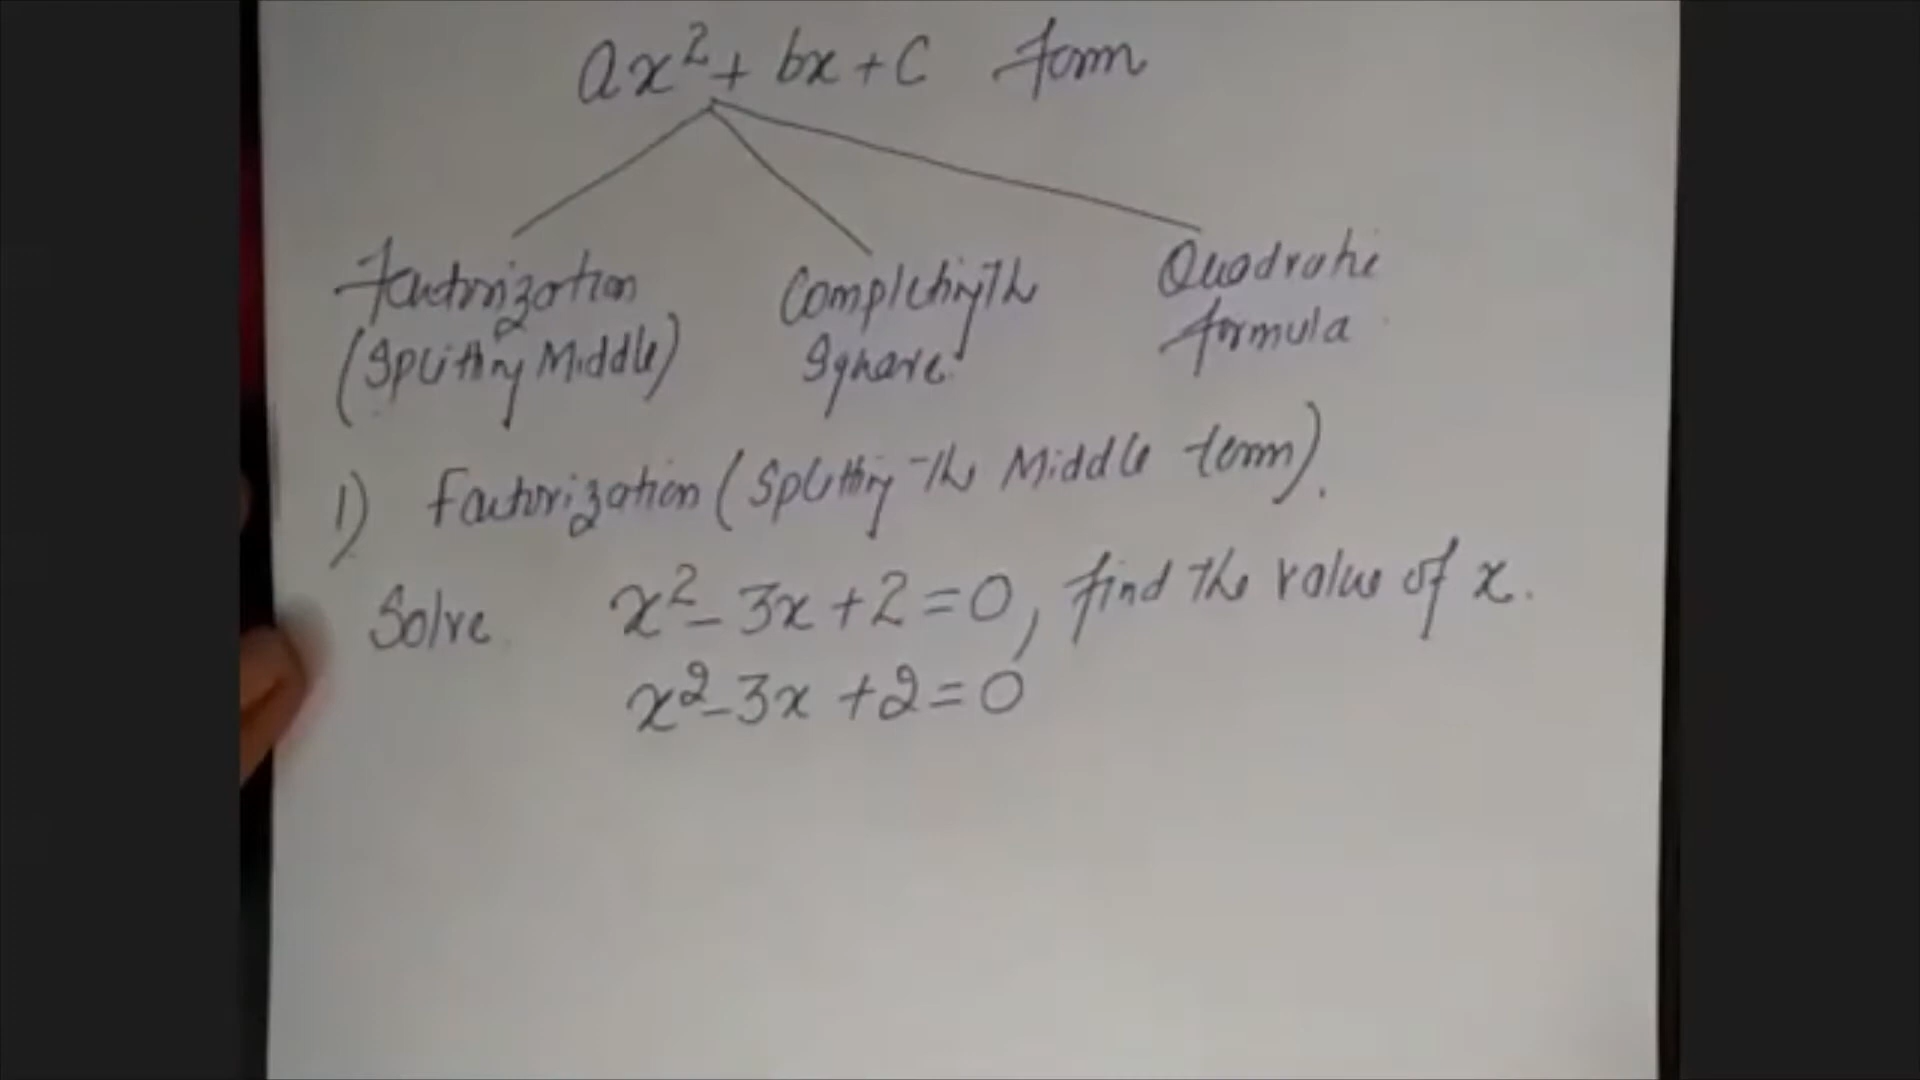 ax² + bx + c form
Factorization
(Splitting Middle)
Completing the
Square
Quadratic
formula
1) Factorization (Splitting the Middle term).
Solve x² - 3x + 2 = 0, find the value of x.
x² - 3x + 2 = 0